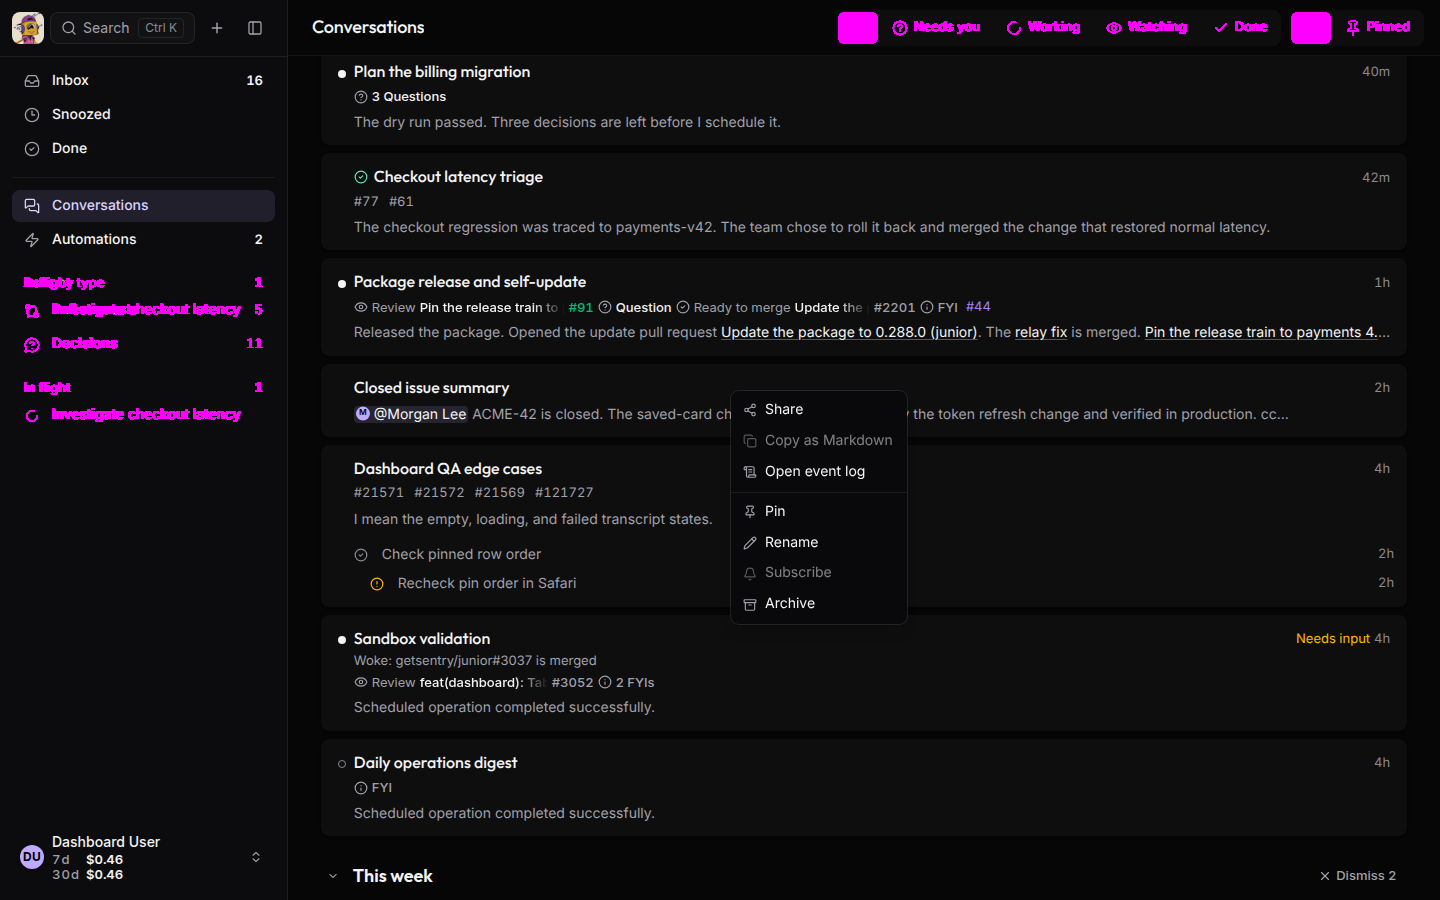 Search Ctrl K
Inbox 16
Snoozed
Done
Conversations
Automations 2
by type 1
checkout latency 5
Decisions 11
In flight 1
Investigate checkout latency
Dashboard User
DU
7d $0.46
30d $0.46
Conversations
Needs you Working Watching Done Pinned
Plan the billing migration 40m
3 Questions
The dry run passed. Three decisions are left before I schedule it.
Checkout latency triage 42m
#77 #61
The checkout regression was traced to payments-v42. The team chose to roll it back and merged the change that restored normal latency.
Package release and self-update 1h
Review Pin the release train to #91 Question Ready to merge Update the #2201 FYI #44
Released the package. Opened the update pull request Update the package to 0.288.0 (junior). The relay fix is merged. Pin the release train to payments 4....
Closed issue summary 2h
M @Morgan Lee ACME-42 is closed. The saved-card the token refresh change and verified in production. cc...
Share
Copy as Markdown
Open event log
Pin
Rename
Subscribe
Archive
Dashboard QA edge cases 4h
#21571 #21572 #21569 #121727
I mean the empty, loading, and failed transcript states.
Check pinned row order 2h
Recheck pin order in Safari 2h
Sandbox validation Needs input 4h
Woke: getsentry/junior#3037 is merged
Review feat(dashboard): Ta #3052 2 FYIs
Scheduled operation completed successfully.
Daily operations digest 4h
FYI
Scheduled operation completed successfully.
This week Dismiss 2